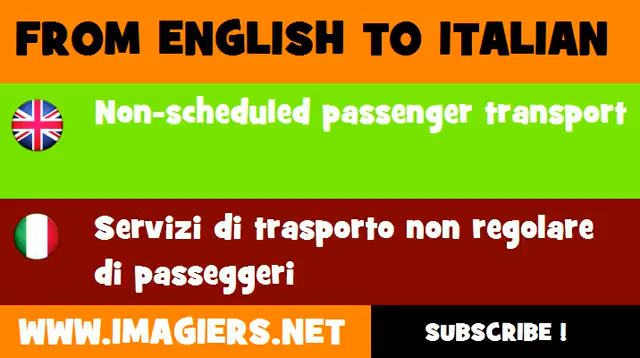 FROM ENGLISH TO ITALIAN
Non-scheduled passenger transport
Servizi di trasporto non regolare
di passeggeri
WWW.IMAGIERS.NET
SUBSCRIBE !